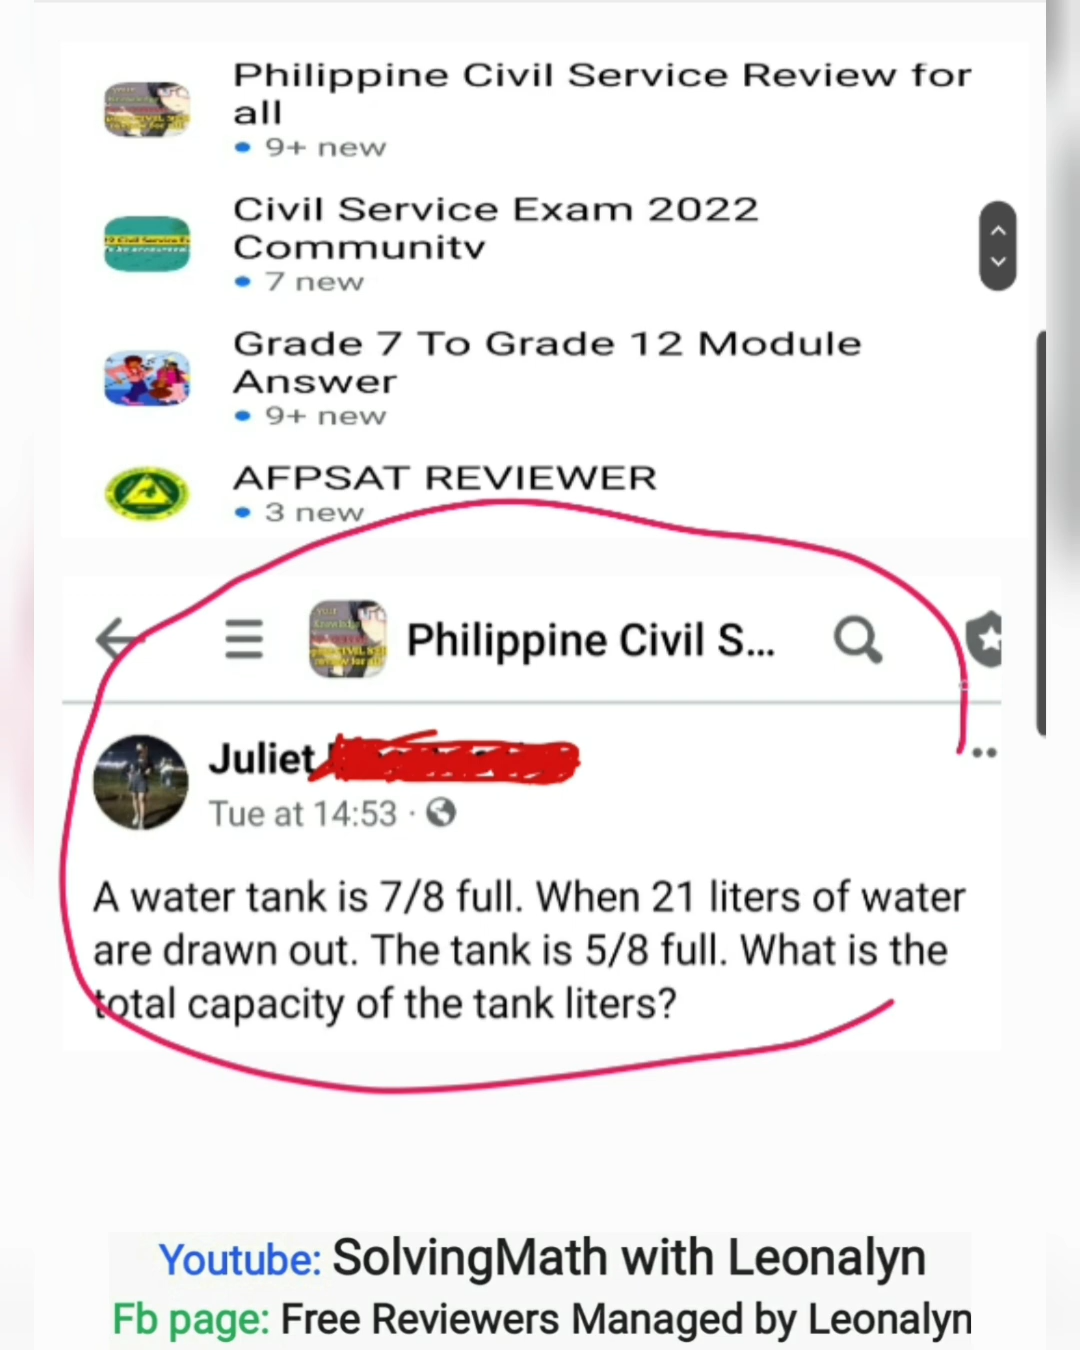 Philippine Civil Service Review for
all
9+ new
Civil Service Exam 2022
Community
7 new
Grade 7 To Grade 12 Module
Answer
9+ new
AFPSAT REVIEWER
3 new
Philippine Civil S...
Juliet
Tue at 14:53
A water tank is 7/8 full. When 21 liters of water
are drawn out. The tank is 5/8 full. What is the
total capacity of the tank liters?
Youtube: SolvingMath with Leonalyn
Fb page: Free Reviewers Managed by Leonalyn